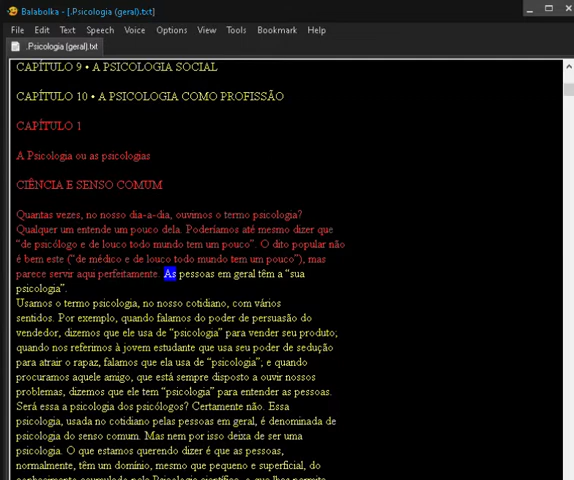 Balabolka - [.Psicologia (geral).txt]
File Edit Text Speech Voice Options View Tools Bookmark Help
.Psicologia (geral).txt
CAPÍTULO 9 • A PSICOLOGIA SOCIAL
CAPÍTULO 10 • A PSICOLOGIA COMO PROFISSÃO
CAPÍTULO 1
A Psicologia ou as psicologias
CIÊNCIA E SENSO COMUM
Quantas vezes, no nosso dia-a-dia, ouvimos o termo psicologia?
Qualquer um entende um pouco dela. Poderíamos até mesmo dizer que
“de psicólogo e de louco todo mundo tem um pouco”. O dito popular não
é bem este (“de médico e de louco todo mundo tem um pouco”), mas
parece servir aqui perfeitamente. As pessoas em geral têm a “sua
psicologia”.
Usamos o termo psicologia, no nosso cotidiano, com vários
sentidos. Por exemplo, quando falamos do poder de persuasão do
vendedor, dizemos que ele usa de “psicologia” para vender seu produto;
quando nos referimos à jovem estudante que usa seu poder de sedução
para atrair o rapaz, falamos que ela usa de “psicologia”; e quando
procuramos aquele amigo, que está sempre disposto a ouvir nossos
problemas, dizemos que ele tem “psicologia” para entender as pessoas.
Será essa a psicologia dos psicólogos? Certamente não. Essa
psicologia, usada no cotidiano pelas pessoas em geral, é denominada de
psicologia do senso comum. Mas nem por isso deixa de ser uma
psicologia. O que estamos querendo dizer é que as pessoas,
normalmente, têm um domínio, mesmo que pequeno e superficial, do
conhecimento acumulado pela Psicologia científica, o que lhes permite